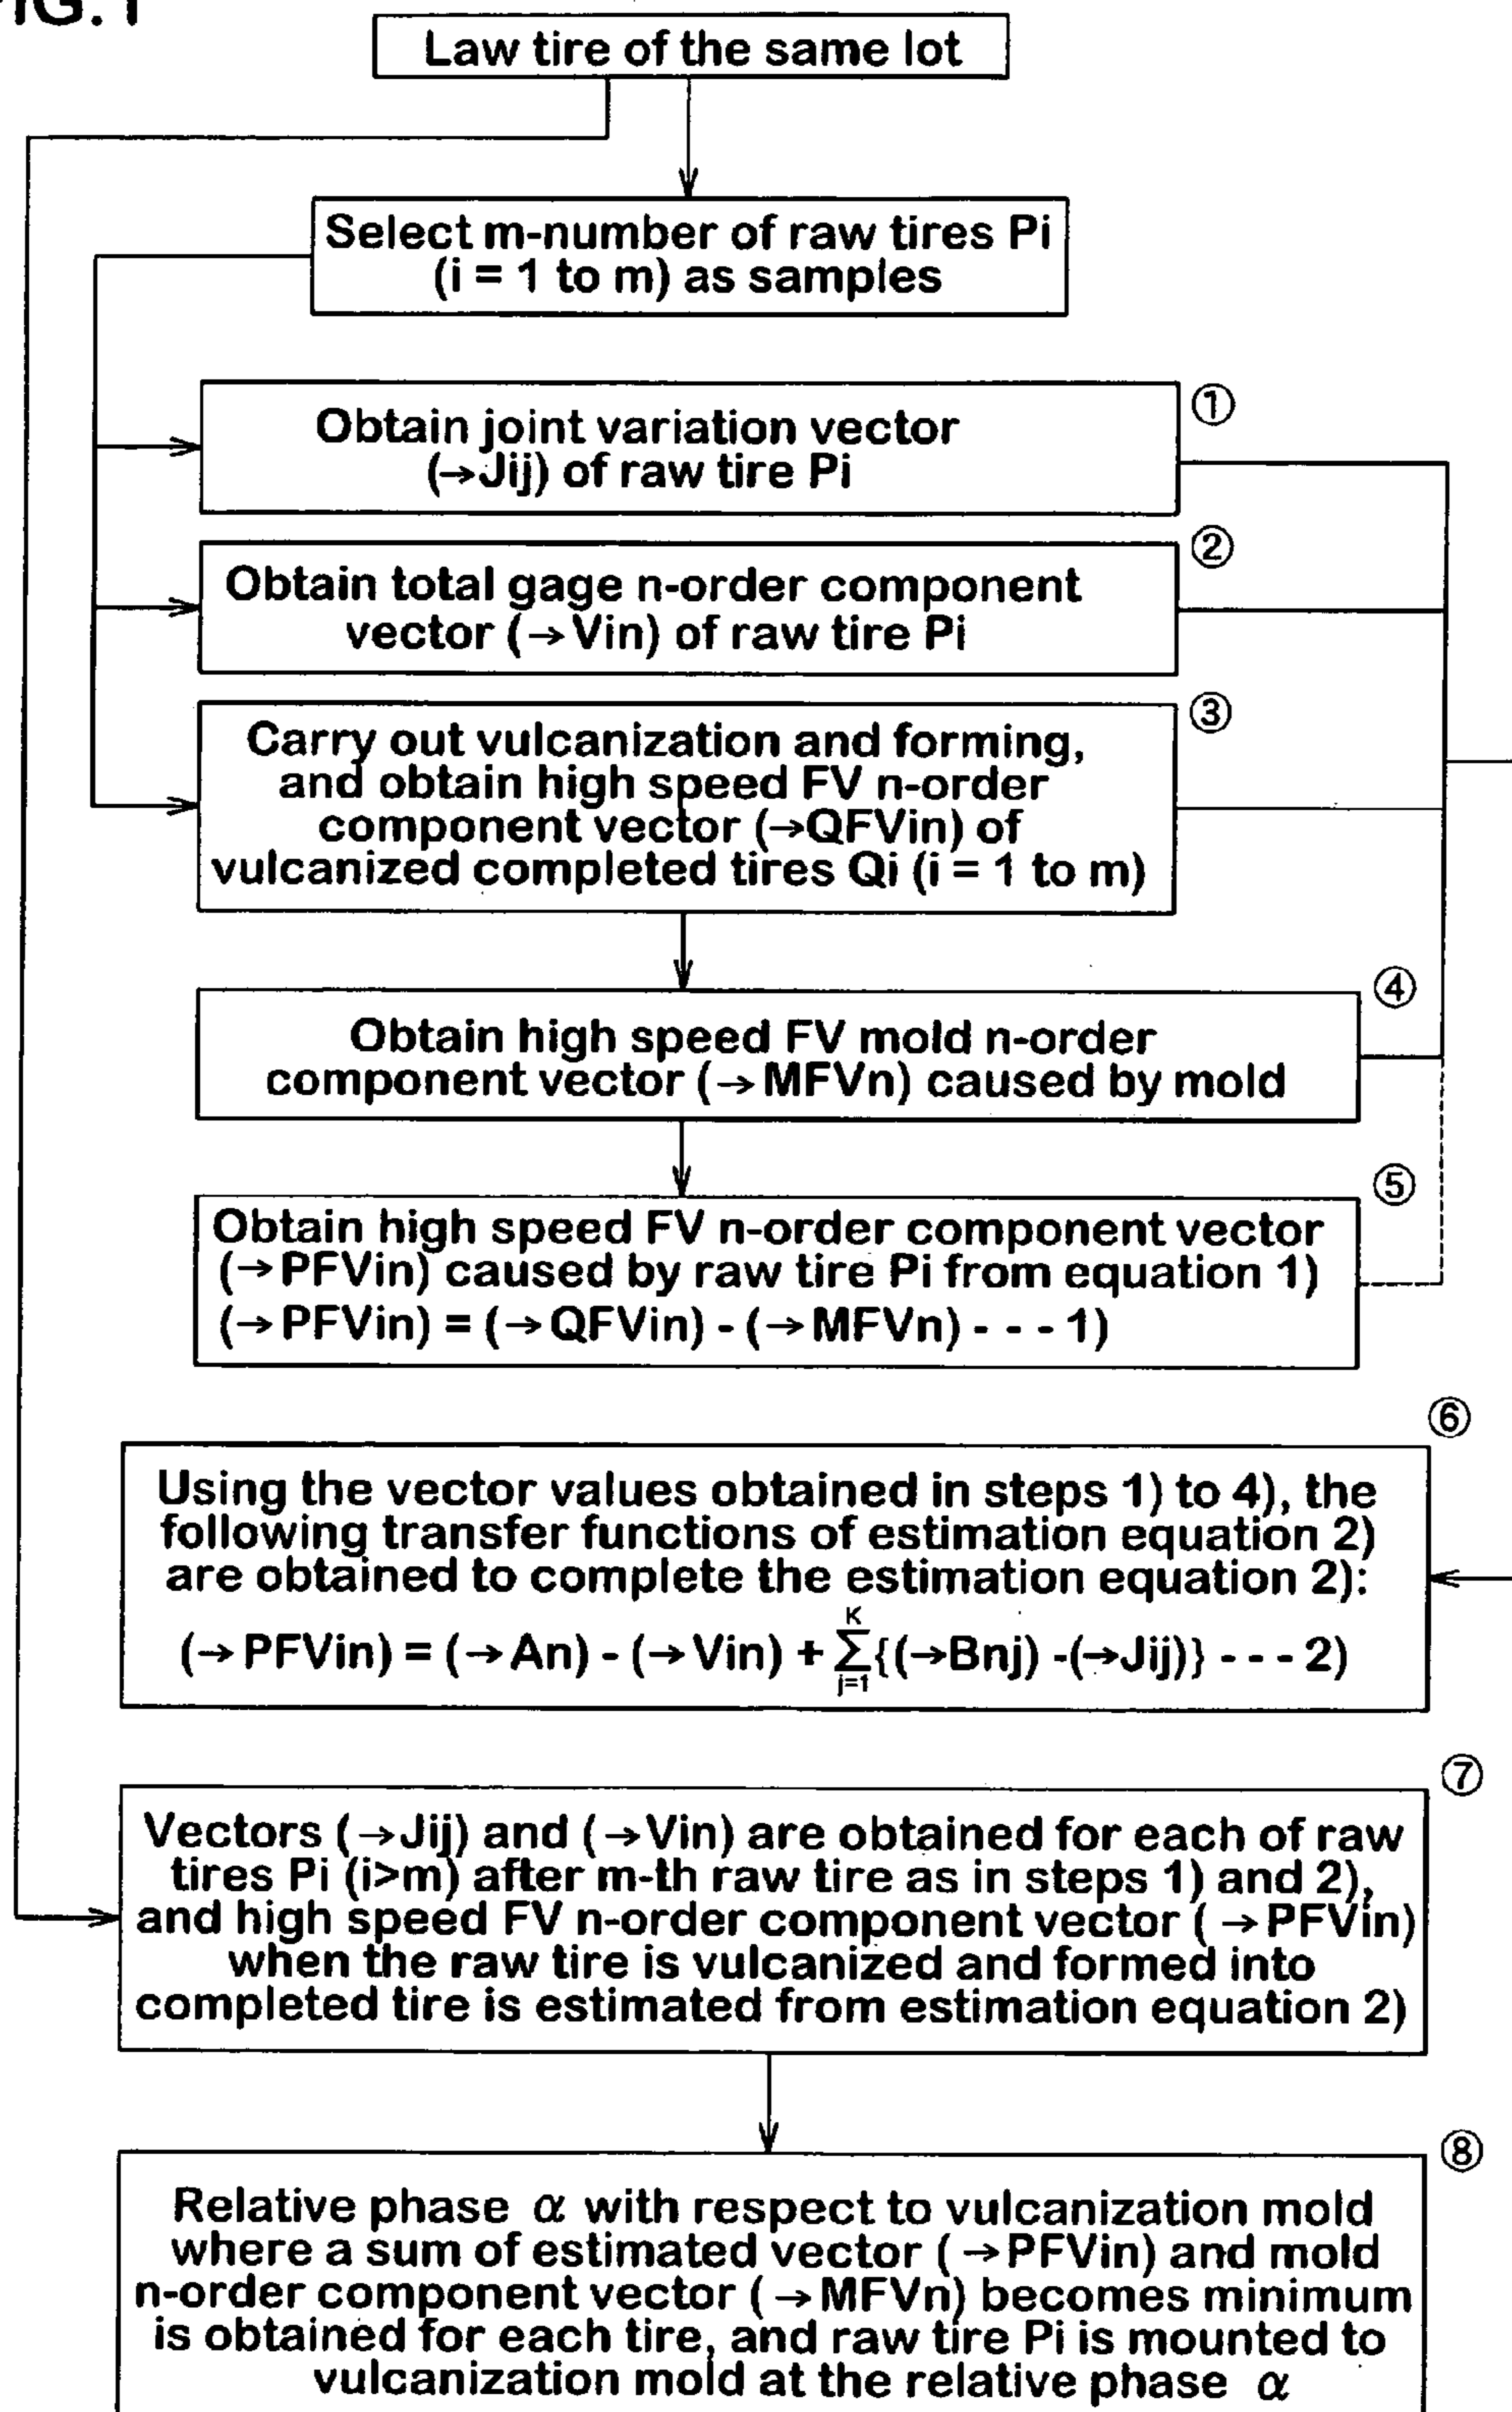 FIG. 1
Law tire of the same lot
Select m-number of raw tires Pi
(i = 1 to m) as samples
①
Obtain joint variation vector
(→Jij) of raw tire Pi
②
Obtain total gage n-order component
vector (→Vin) of raw tire Pi
③
Carry out vulcanization and forming,
and obtain high speed FV n-order
component vector (→QFVin) of
vulcanized completed tires Qi (i = 1 to m)
④
Obtain high speed FV mold n-order
component vector (→MFVn) caused by mold
⑤
Obtain high speed FV n-order component vector
(→PFVin) caused by raw tire Pi from equation 1)
(→PFVin) = (→QFVin) - (→MFVn) - - - 1)
⑥
Using the vector values obtained in steps 1) to 4), the
following transfer functions of estimation equation 2)
are obtained to complete the estimation equation 2):
(→PFVin) = (→An) - (→Vin) + K∑j=1{(→Bnj) -(→Jij)} - - - 2)
⑦
Vectors (→Jij) and (→Vin) are obtained for each of raw
tires Pi (i>m) after m-th raw tire as in steps 1) and 2),
and high speed FV n-order component vector (→PFVin)
when the raw tire is vulcanized and formed into
completed tire is estimated from estimation equation 2)
⑧
Relative phase α with respect to vulcanization mold
where a sum of estimated vector (→PFVin) and mold
n-order component vector (→MFVn) becomes minimum
is obtained for each tire, and raw tire Pi is mounted to
vulcanization mold at the relative phase α